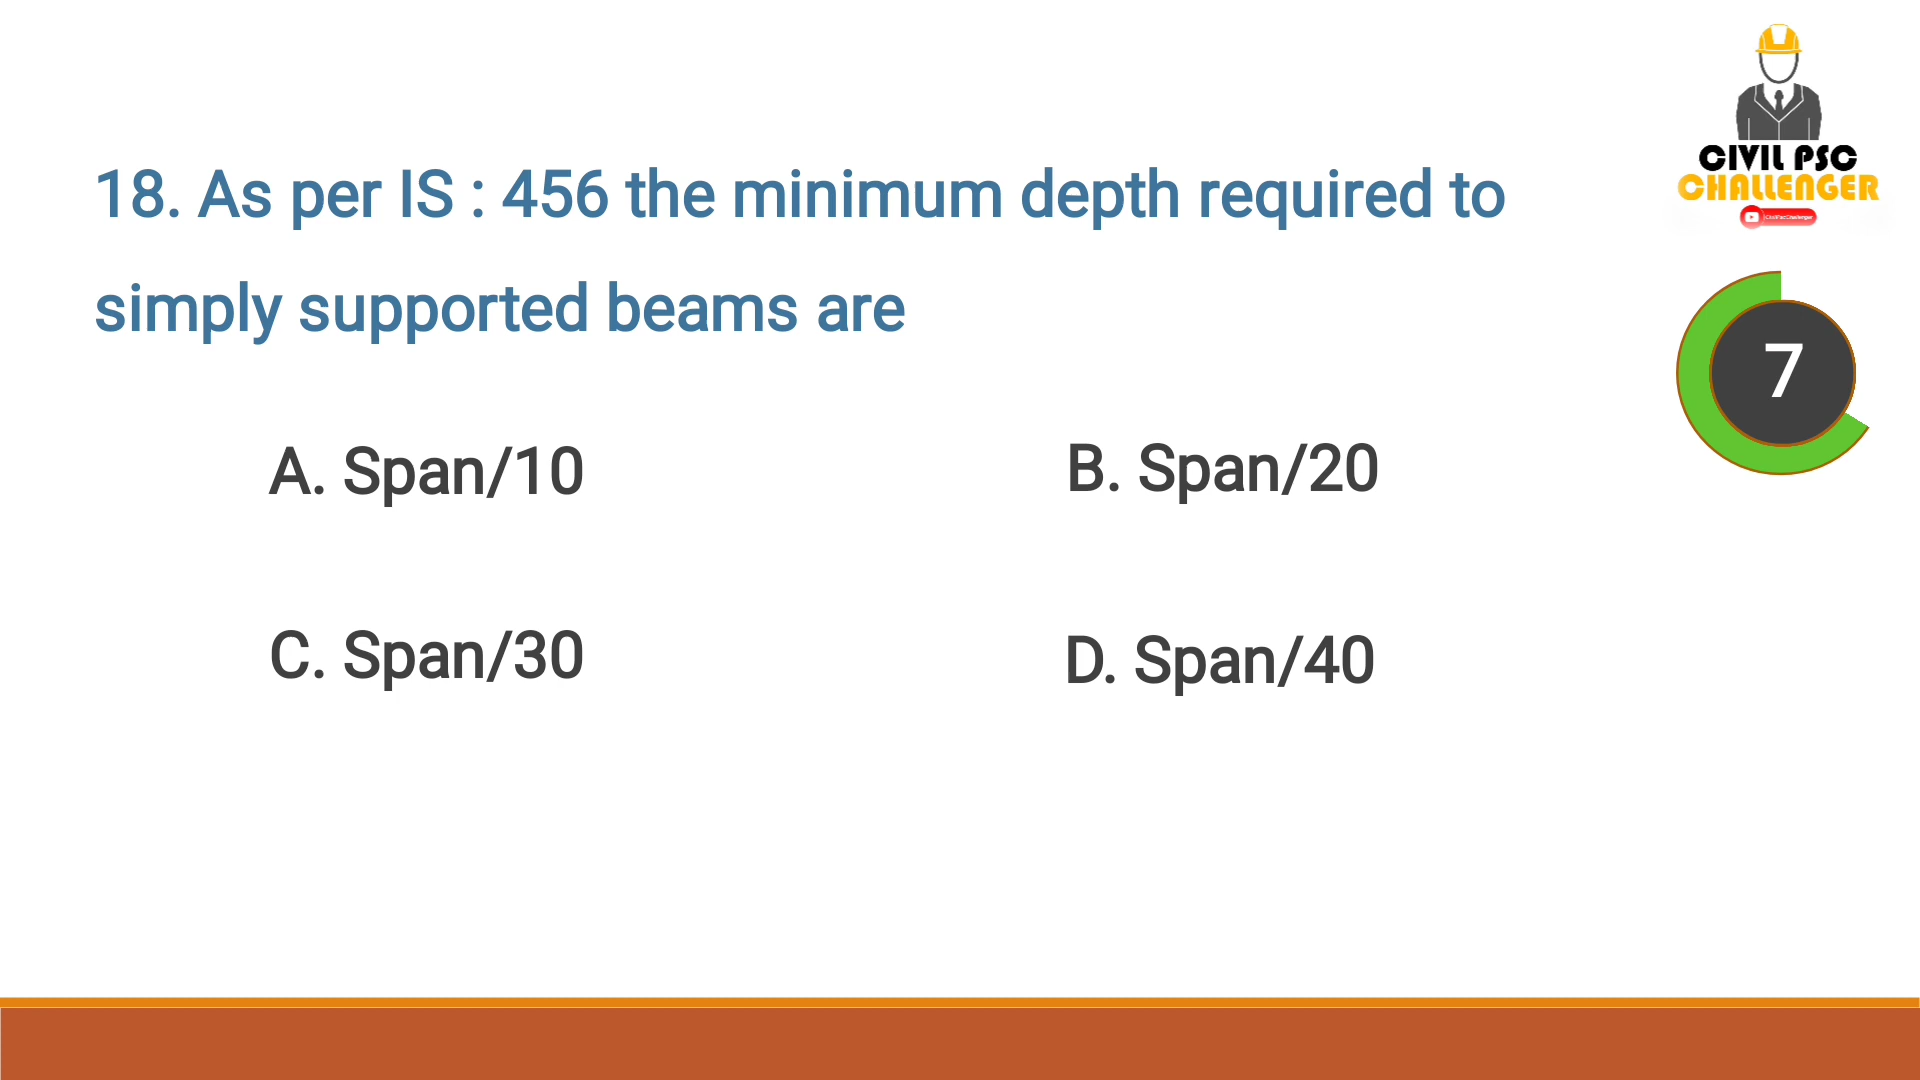 CIVIL PSC
CHALLENGER
18. As per IS : 456 the minimum depth required to
simply supported beams are
7
A. Span/10
B. Span/20
C. Span/30
D. Span/40